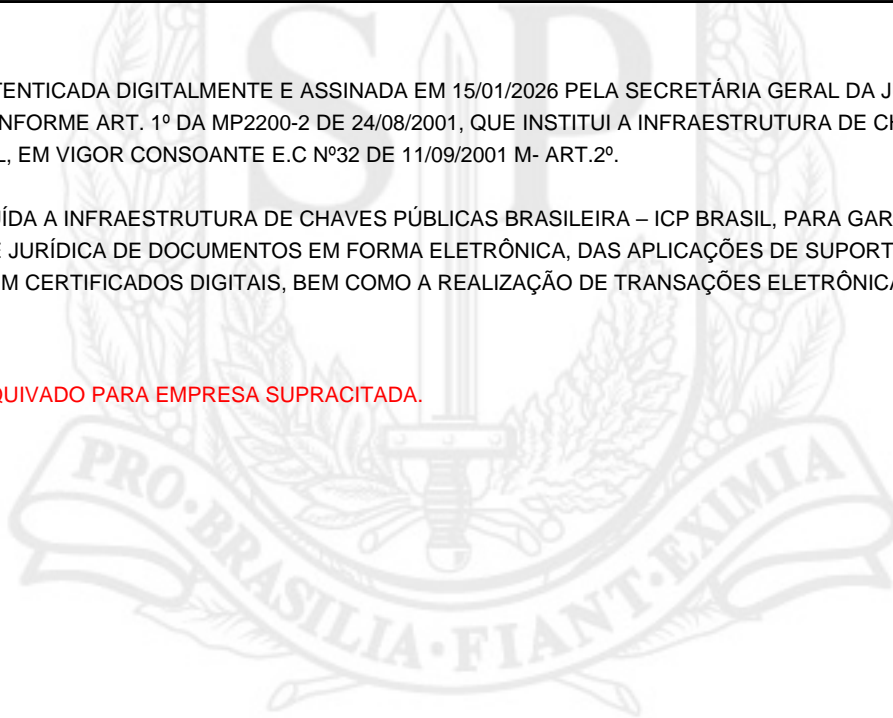 SP
TENTICADA DIGITALMENTE E ASSINADA EM 15/01/2026 PELA SECRETÁRIA GERAL DA J
NFORME ART. 1º DA MP2200-2 DE 24/08/2001, QUE INSTITUI A INFRAESTRUTURA DE CH
L, EM VIGOR CONSOANTE E.C Nº32 DE 11/09/2001 M- ART.2º.
UÍDA A INFRAESTRUTURA DE CHAVES PÚBLICAS BRASILEIRA – ICP BRASIL, PARA GAR
E JURÍDICA DE DOCUMENTOS EM FORMA ELETRÔNICA, DAS APLICAÇÕES DE SUPORT
M CERTIFICADOS DIGITAIS, BEM COMO A REALIZAÇÃO DE TRANSAÇÕES ELETRÔNICA
QUIVADO PARA EMPRESA SUPRACITADA.
PRO·BRASILIA·FIANT·EXIMIA